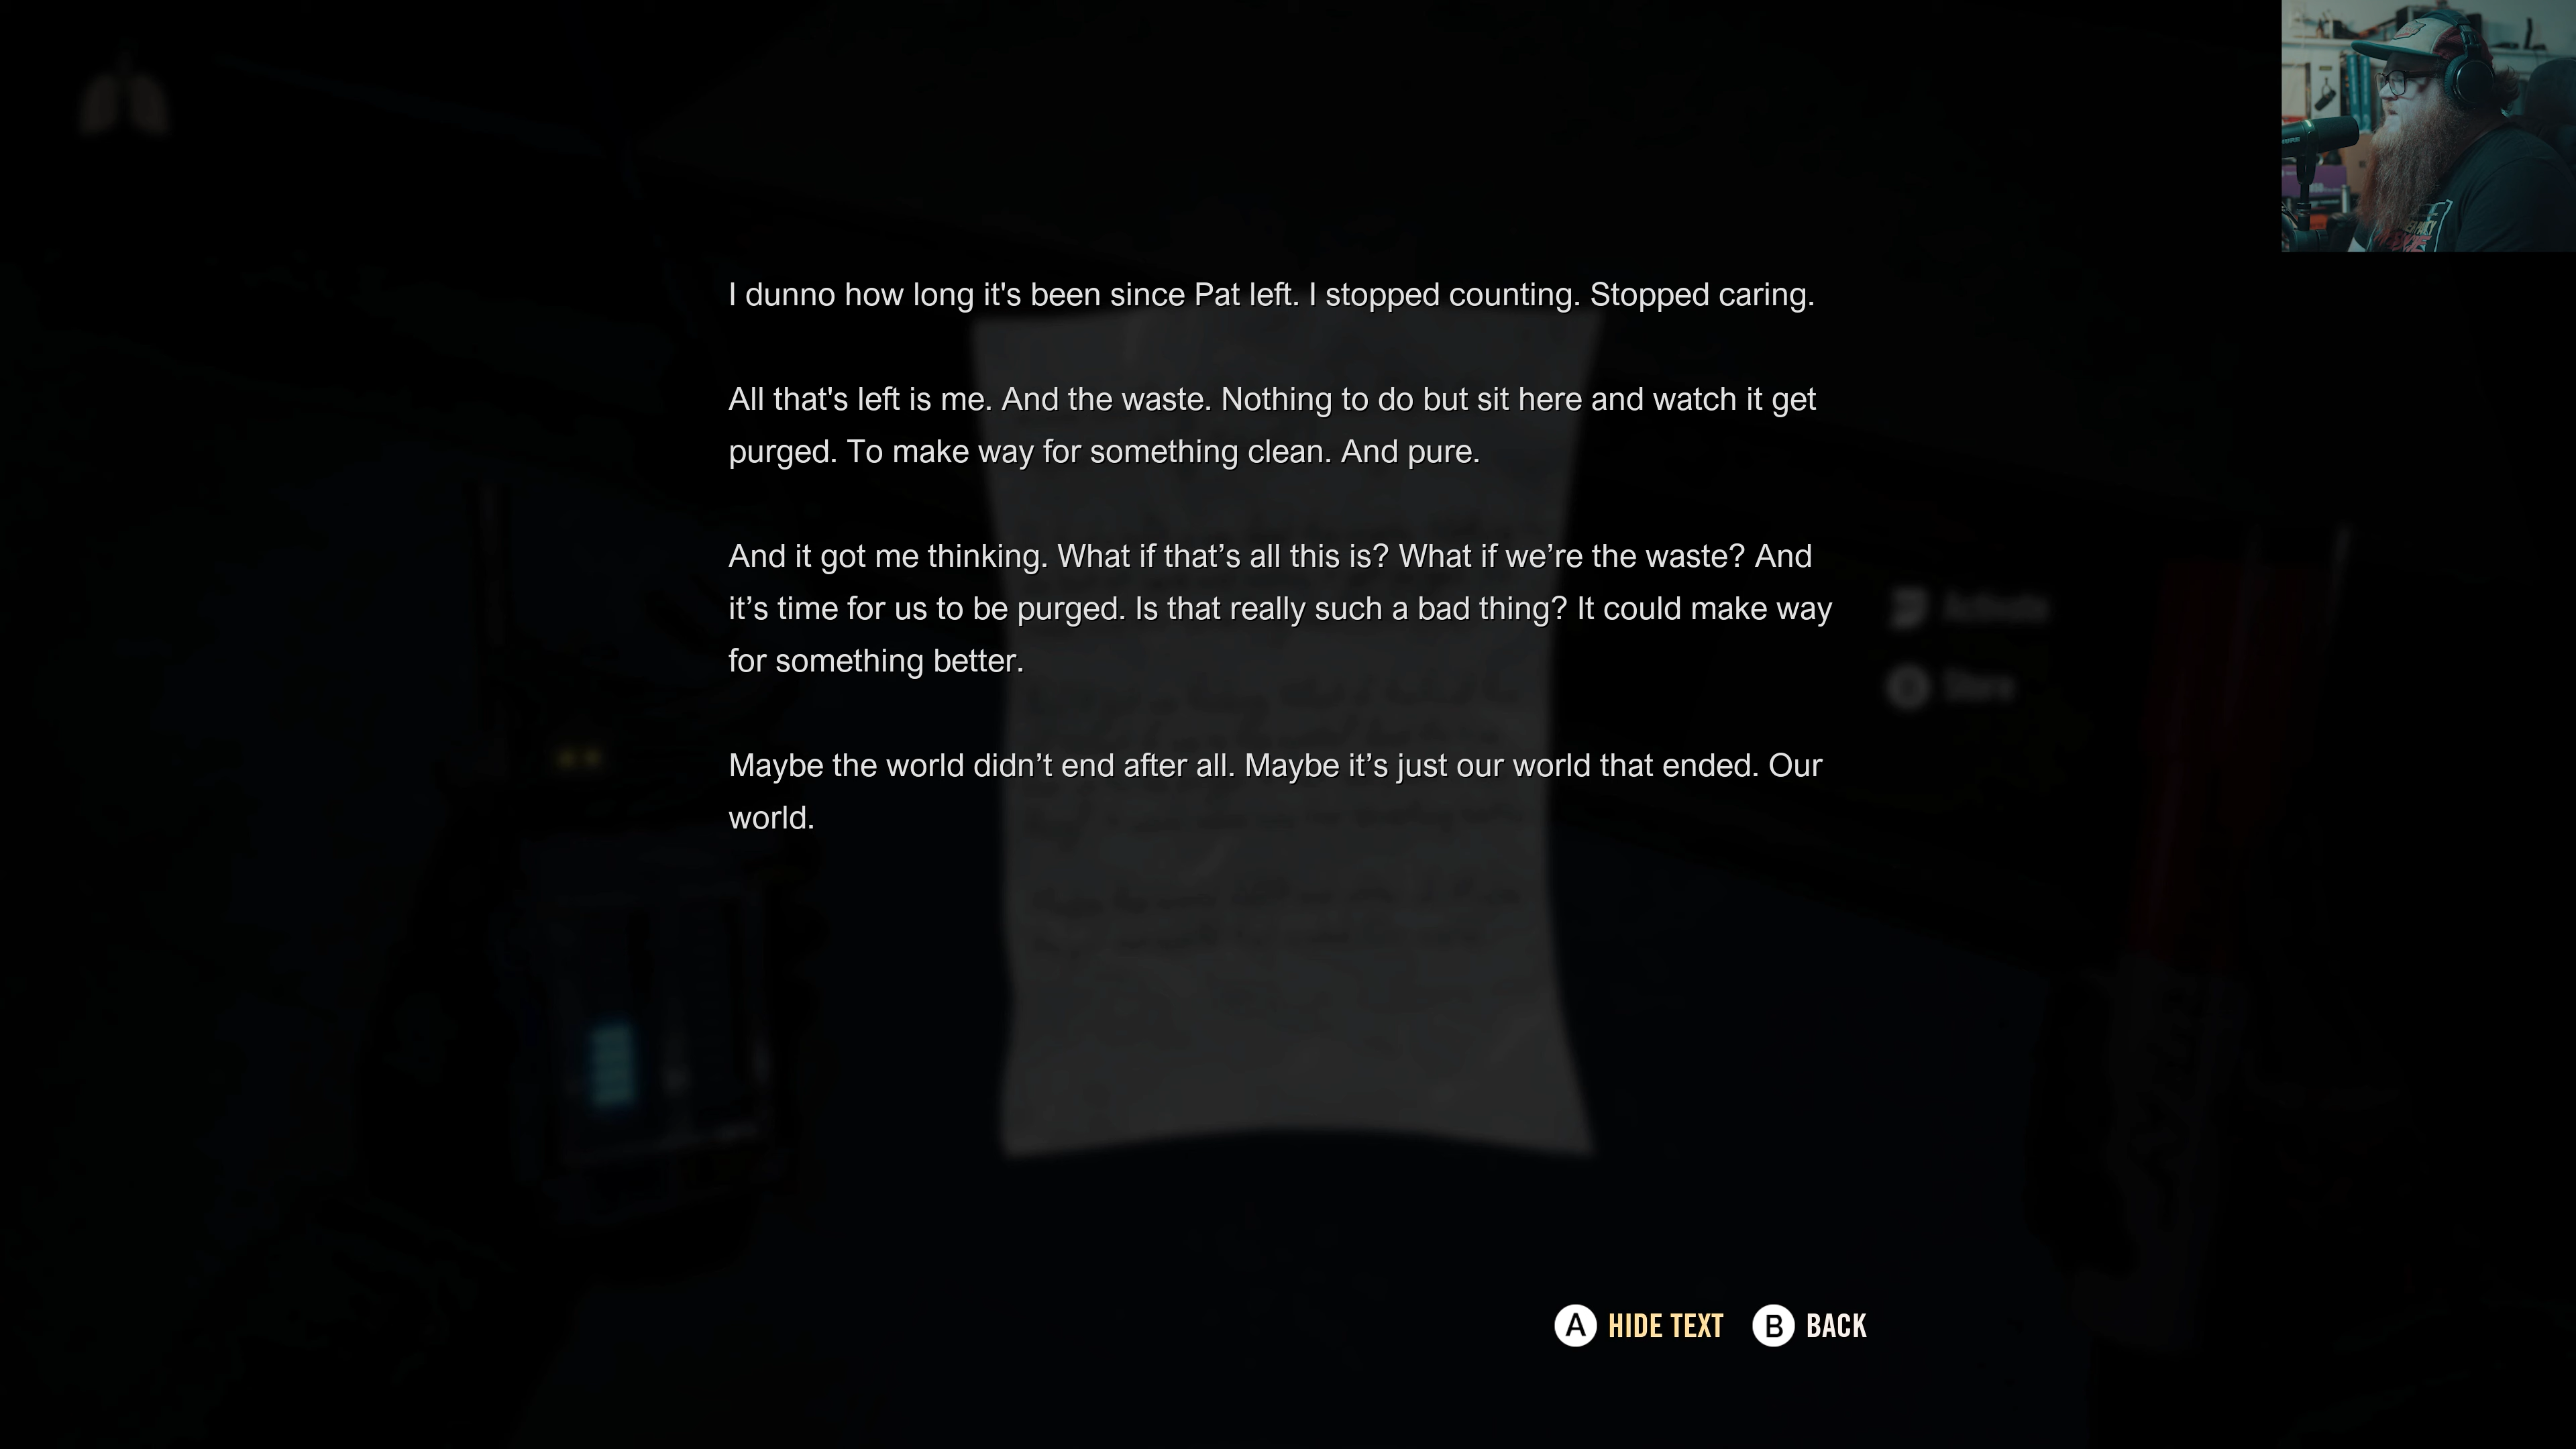 I dunno how long it's been since Pat left. I stopped counting. Stopped caring.
All that's left is me. And the waste. Nothing to do but sit here and watch it get
purged. To make way for something clean. And pure.
And it got me thinking. What if that’s all this is? What if we’re the waste? And
it’s time for us to be purged. Is that really such a bad thing? It could make way
for something better.
Activate
Store
Maybe the world didn’t end after all. Maybe it’s just our world that ended. Our
world.
A HIDE TEXT B BACK